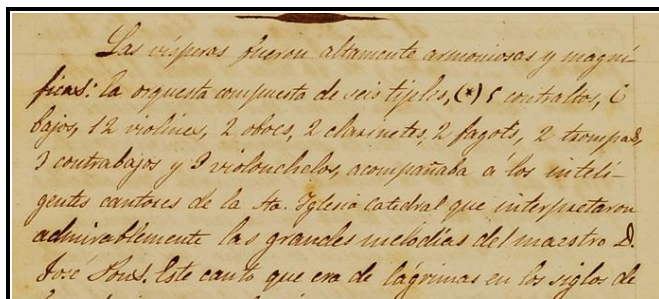 Las vísperas fueron altamente armoniosas y magní-
ficas: la orquesta compuesta de seis tiples, (*) 5 contraltos, 6
bajos, 12 violines, 2 oboes, 2 clarinetes, 2 fagots, 2 trompas,
3 contrabajos y 3 violonchelos, acompañaba á los inteli-
gentes cantores de la Sta. Iglesia Catedral que interpretaron
admirablemente las grandes melodías del maestro D.
José Pons. Este canto que era de lágrimas en los siglos de